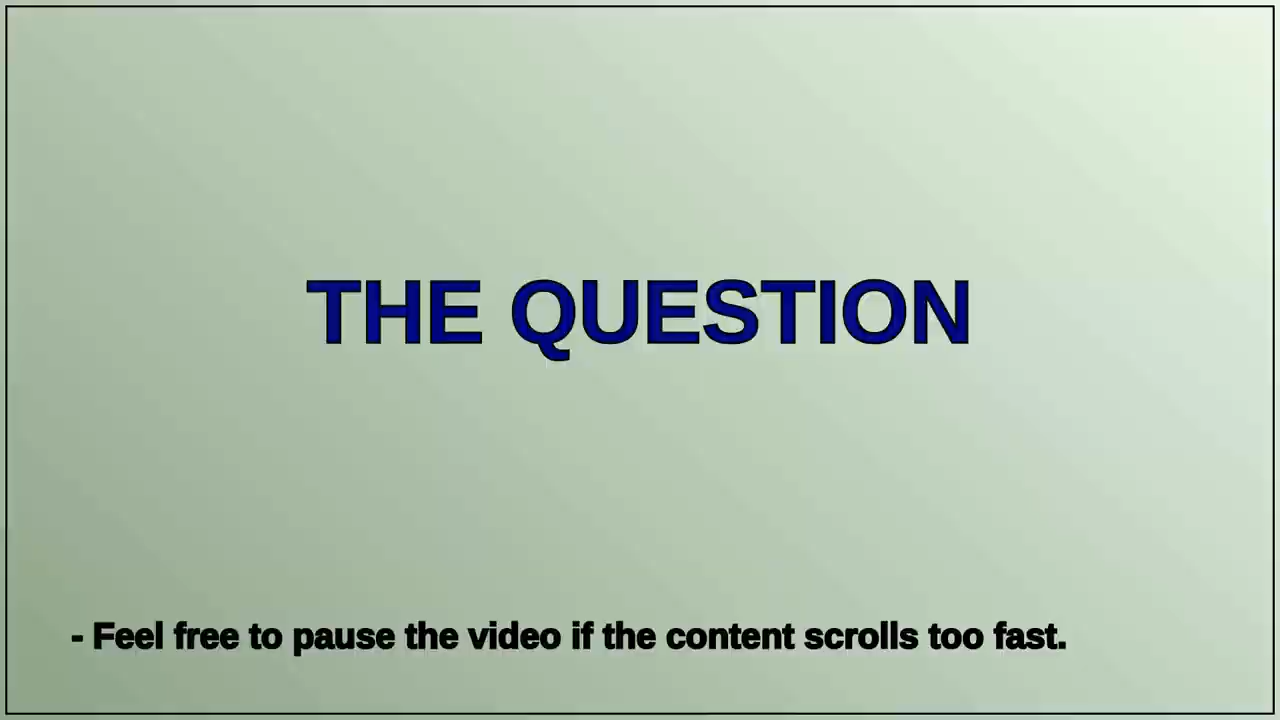 THE QUESTION
- Feel free to pause the video if the content scrolls too fast.